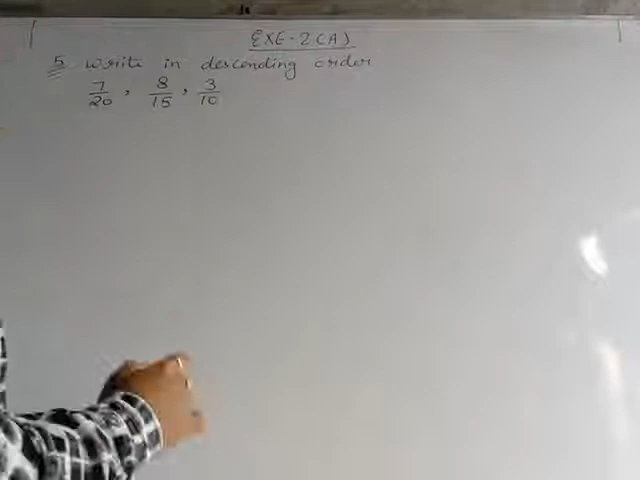 EXE-2(A)
5 write in descending order
7/20, 8/15, 3/10